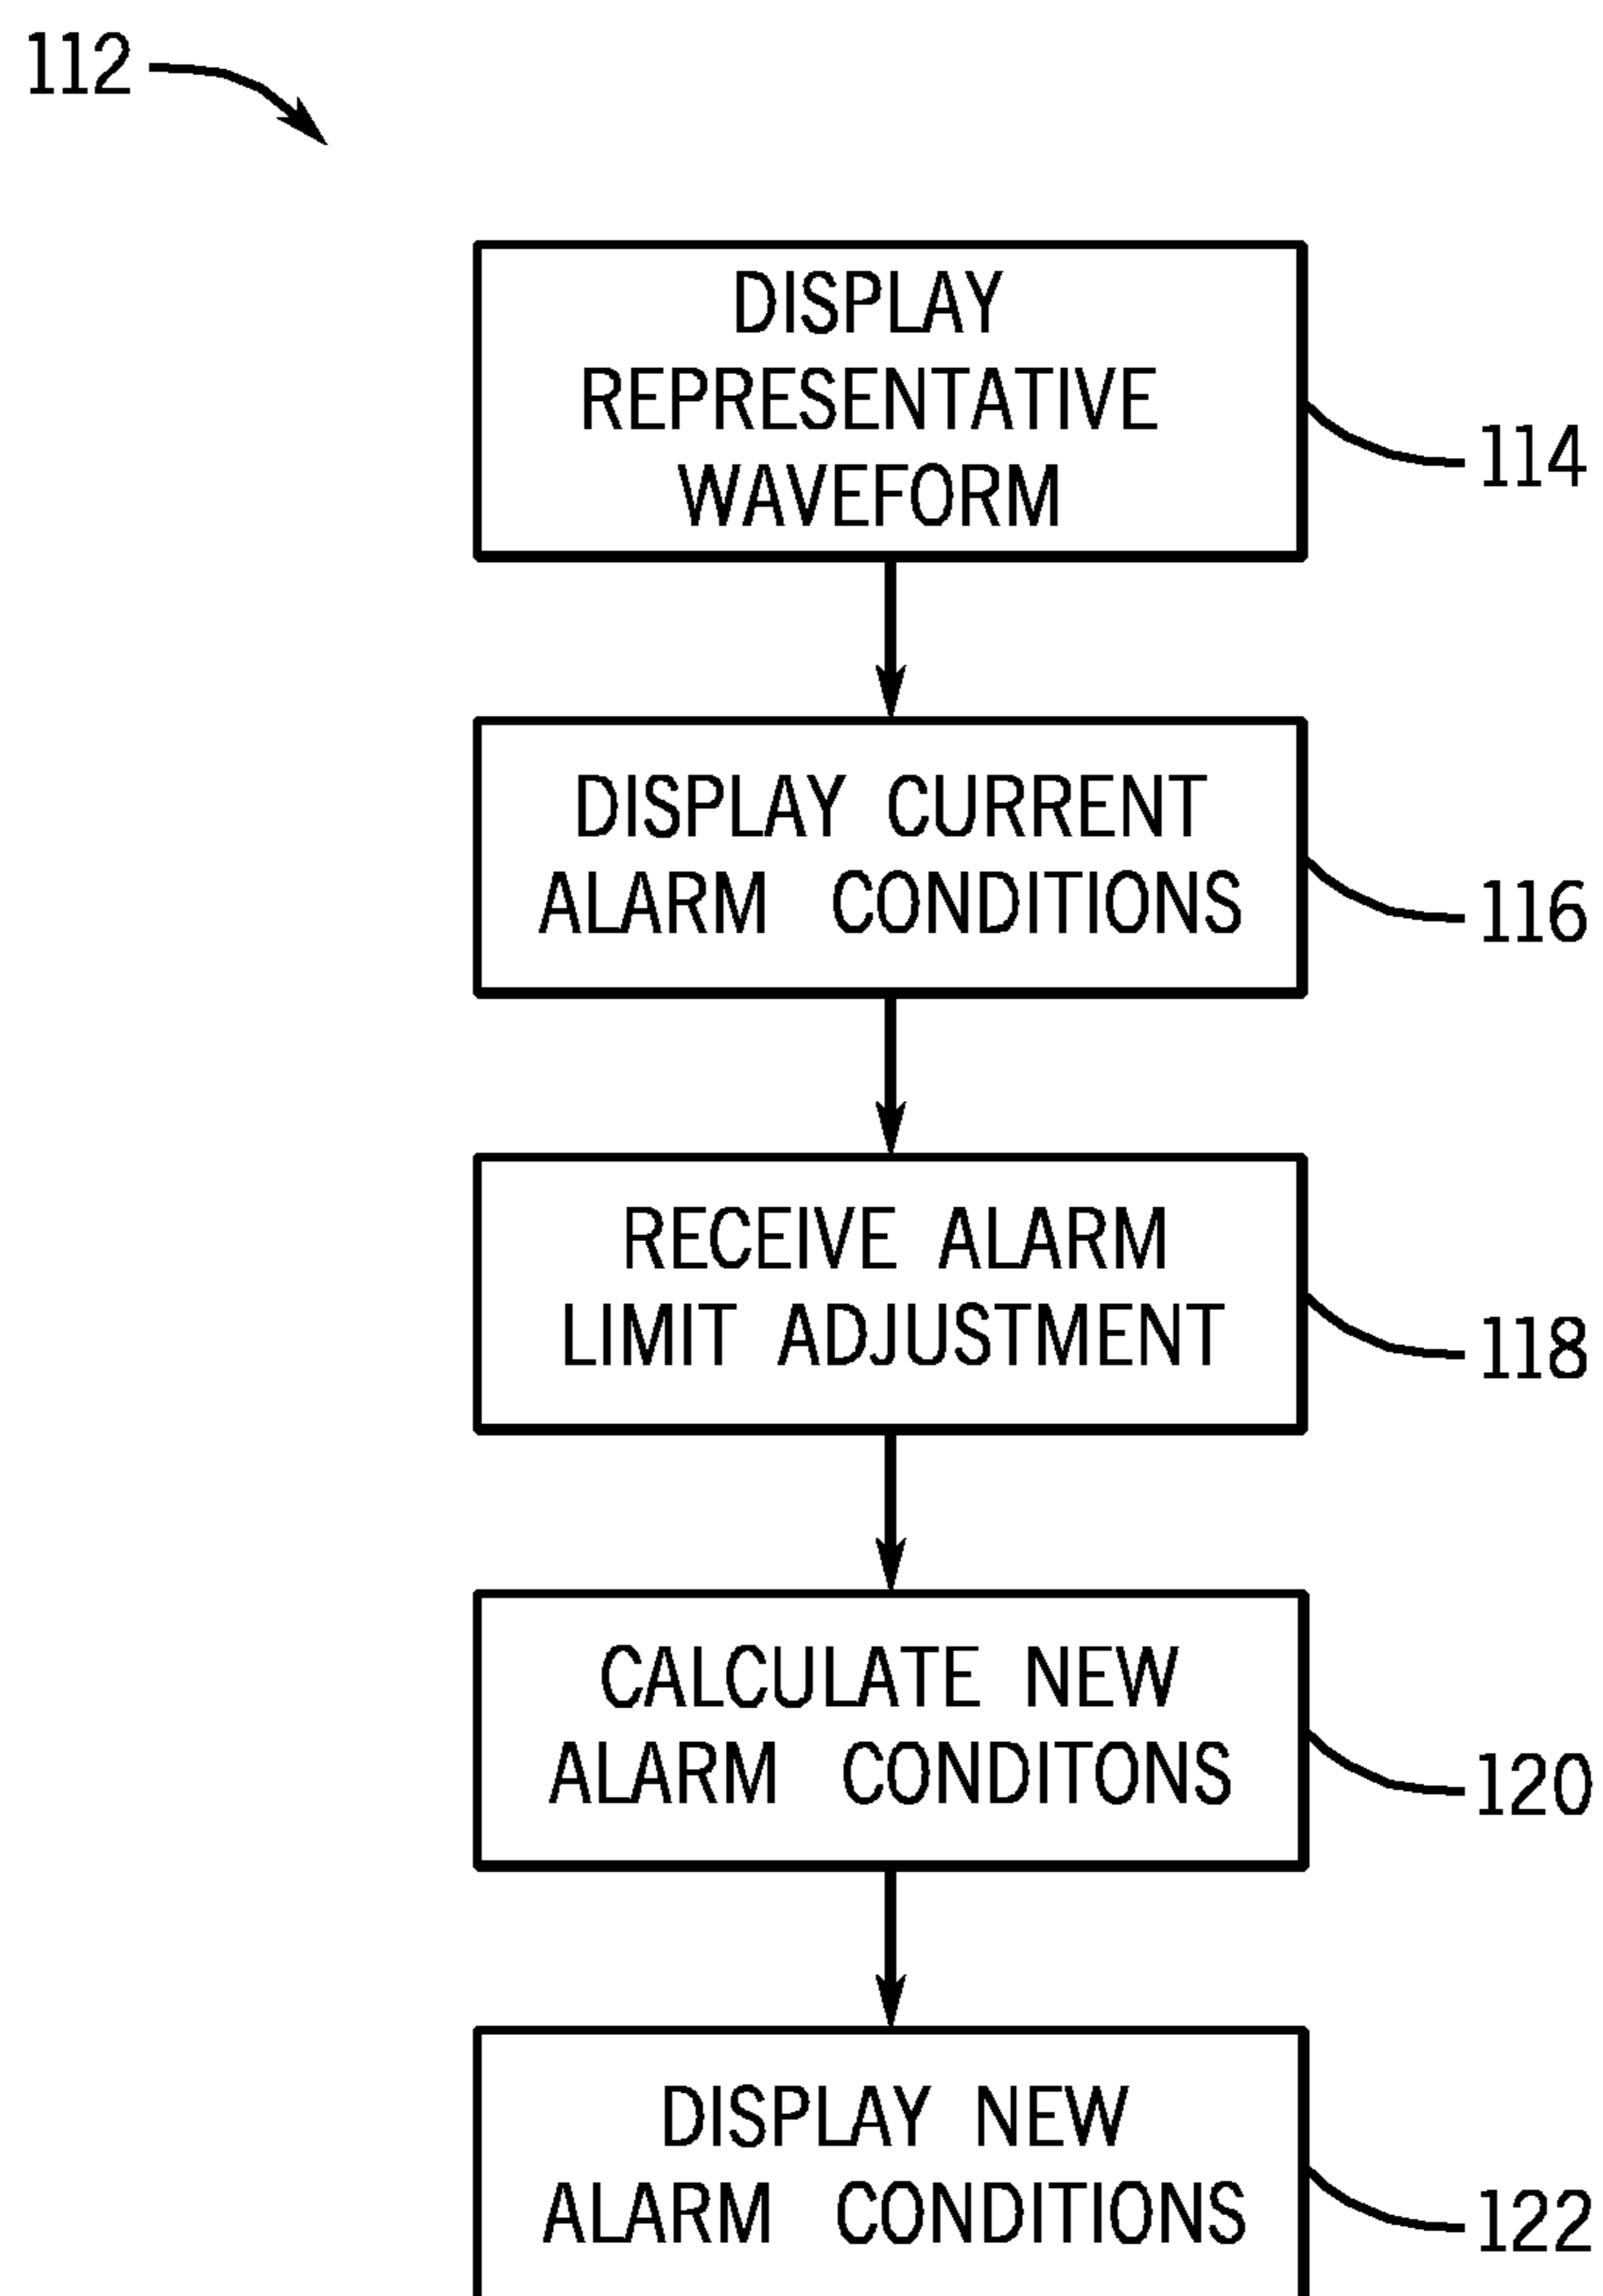 112
DISPLAY
REPRESENTATIVE
WAVEFORM
114
DISPLAY CURRENT
ALARM CONDITIONS
116
RECEIVE ALARM
LIMIT ADJUSTMENT
118
CALCULATE NEW
ALARM CONDITONS
120
DISPLAY NEW
ALARM CONDITIONS
122